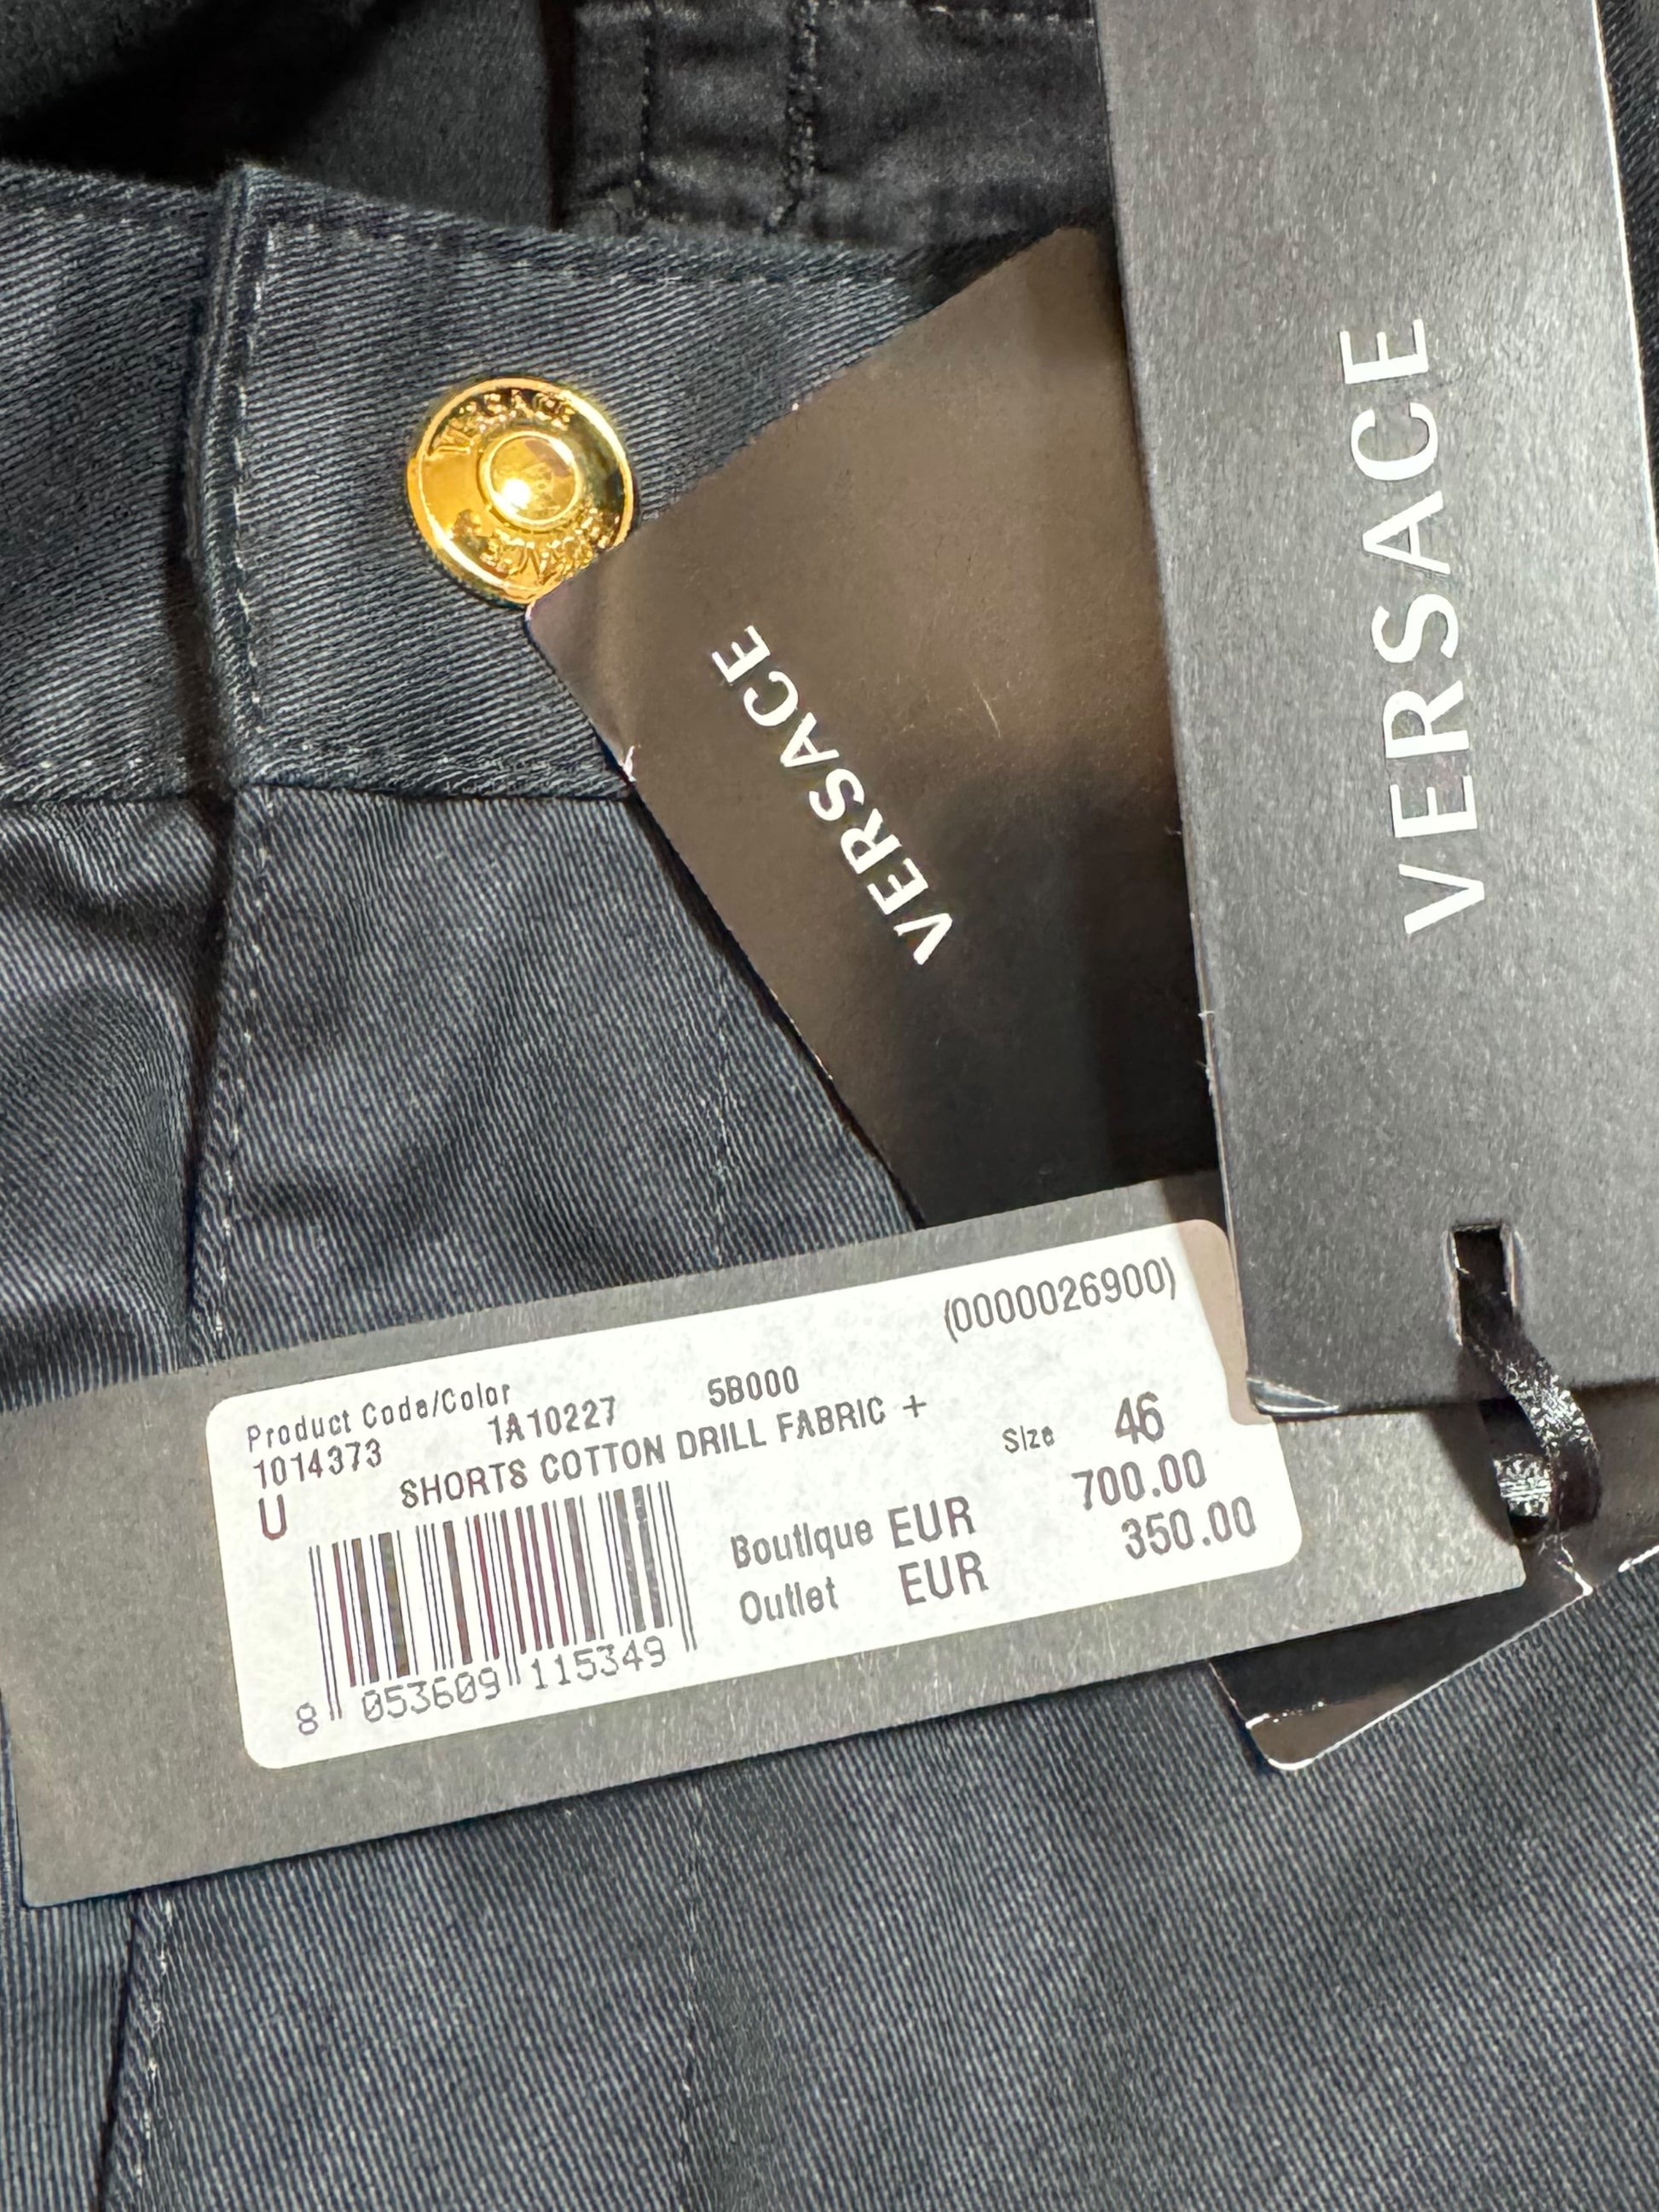 VERSACE
VERSACE
VERSACE
(0000026900)
Product Code/Color
1014373 1A10227 5B000
U SHORTS COTTON DRILL FABRIC +
Size 46
Boutique EUR 700.00
Outlet EUR 350.00
8 053609 115349